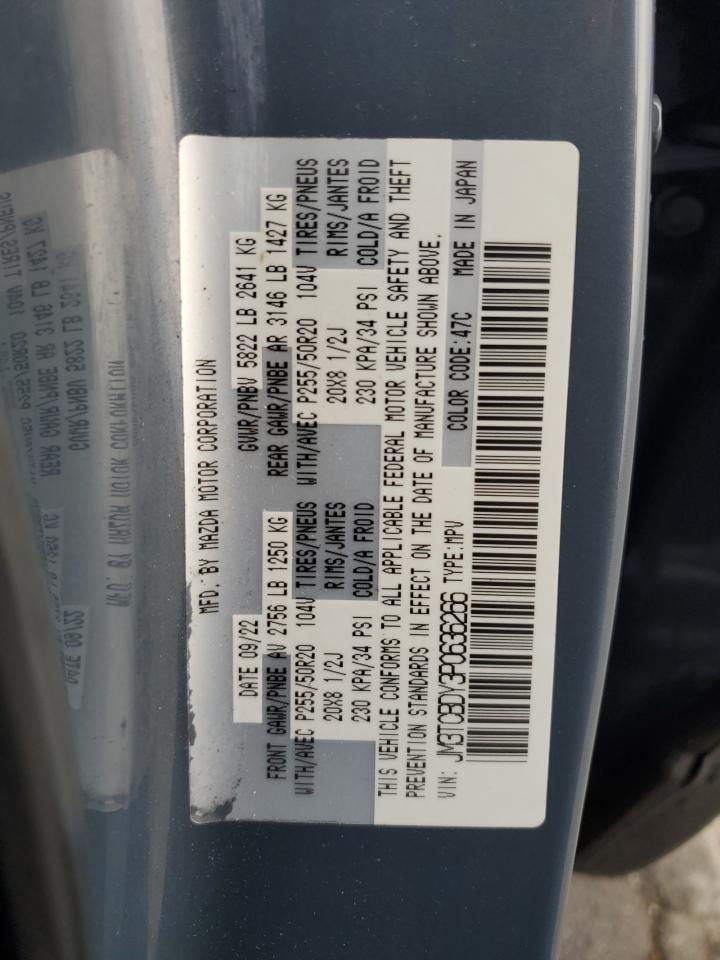 MFD. BY MAZDA MOTOR CORPORATION
DATE 09/22 GVWR/PNBV 5822 LB 2641 KG
FRONT GAWR/PNBE AV 2756 LB 1250 KG REAR GAWR/PNBE AR 3146 LB 1427 KG
WITH/AVEC P255/50R20 104V TIRES/PNEUS WITH/AVEC P255/50R20 104V TIRES/PNEUS
20X8 1/2J RIMS/JANTES 20X8 1/2J RIMS/JANTES
230 KPA/34 PSI COLD/A FROID 230 KPA/34 PSI COLD/A FROID
THIS VEHICLE CONFORMS TO ALL APPLICABLE FEDERAL MOTOR VEHICLE SAFETY AND THEFT
PREVENTION STANDARDS IN EFFECT ON THE DATE OF MANUFACTURE SHOWN ABOVE.
VIN: JM3TCBDY3P0636266 TYPE:MPV COLOR CODE:47C MADE IN JAPAN